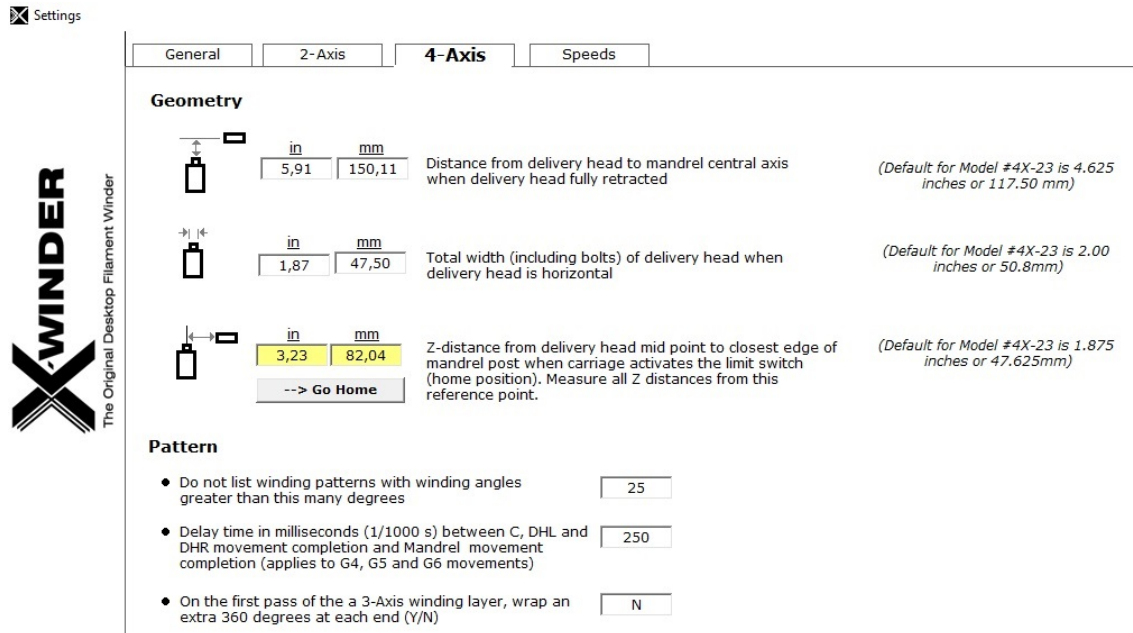 Settings
General 2-Axis 4-Axis Speeds
X-WINDER
The Original Desktop Filament Winder
Geometry
in mm
5,91 150,11
Distance from delivery head to mandrel central axis
when delivery head fully retracted
(Default for Model #4X-23 is 4.625
inches or 117.50 mm)
in mm
1,87 47,50
Total width (including bolts) of delivery head when
delivery head is horizontal
(Default for Model #4X-23 is 2.00
inches or 50.8mm)
in mm
3,23 82,04
--> Go Home
Z-distance from delivery head mid point to closest edge of
mandrel post when carriage activates the limit switch
(home position). Measure all Z distances from this
reference point.
(Default for Model #4X-23 is 1.875
inches or 47.625mm)
Pattern
Do not list winding patterns with winding angles
greater than this many degrees
25
Delay time in milliseconds (1/1000 s) between C, DHL and
DHR movement completion and Mandrel movement
completion (applies to G4, G5 and G6 movements)
250
On the first pass of the a 3-Axis winding layer, wrap an
extra 360 degrees at each end (Y/N)
N